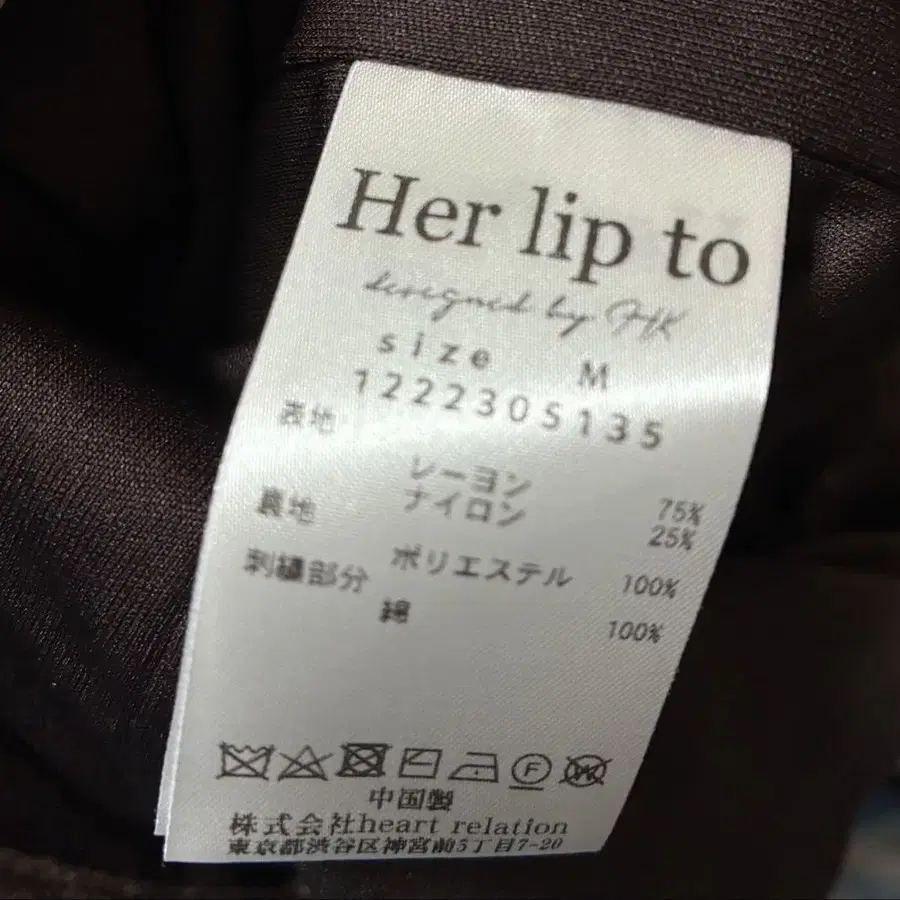 Her lip to
designed by HK
size M
1222305135
表地
レーヨン 75%
ナイロン 25%
裏地
ポリエステル 100%
刺繍部分
綿 100%
F
W
中国製
株式会社heart relation
東京都渋谷区神宮前5丁目7-20